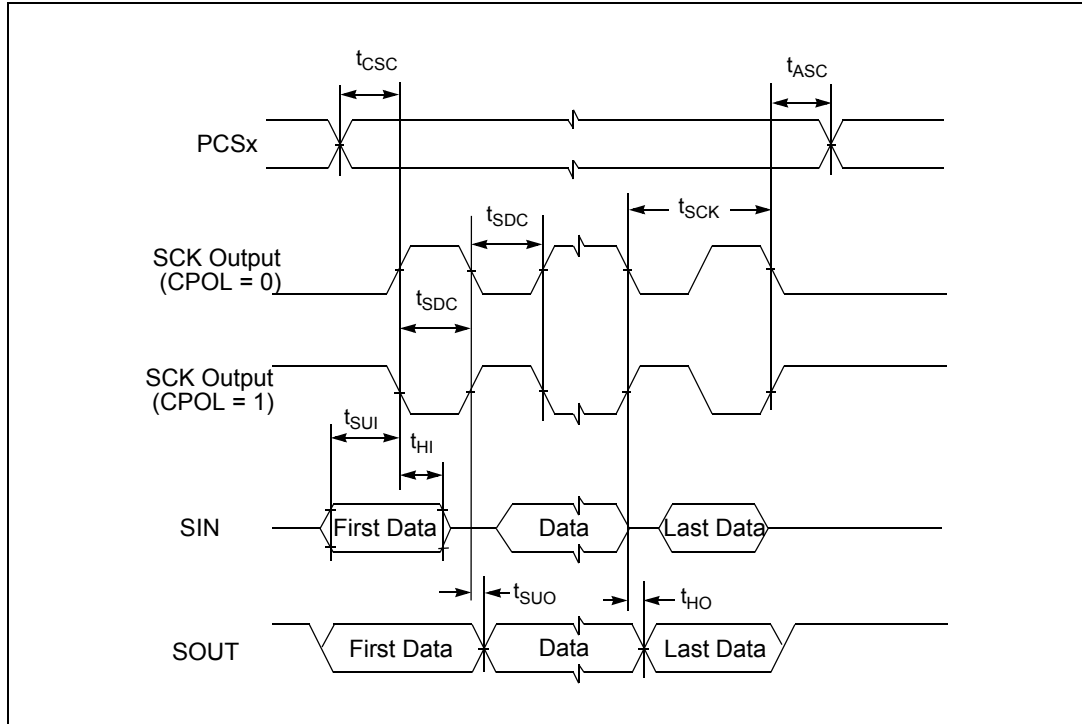 tCSC
tASC
PCSx
tSDC
tSCK
SCK Output
(CPOL = 0)
tSDC
SCK Output
(CPOL = 1)
tSUI
tHI
SIN
First Data
Data
Last Data
tSUO
tHO
SOUT
First Data
Data
Last Data